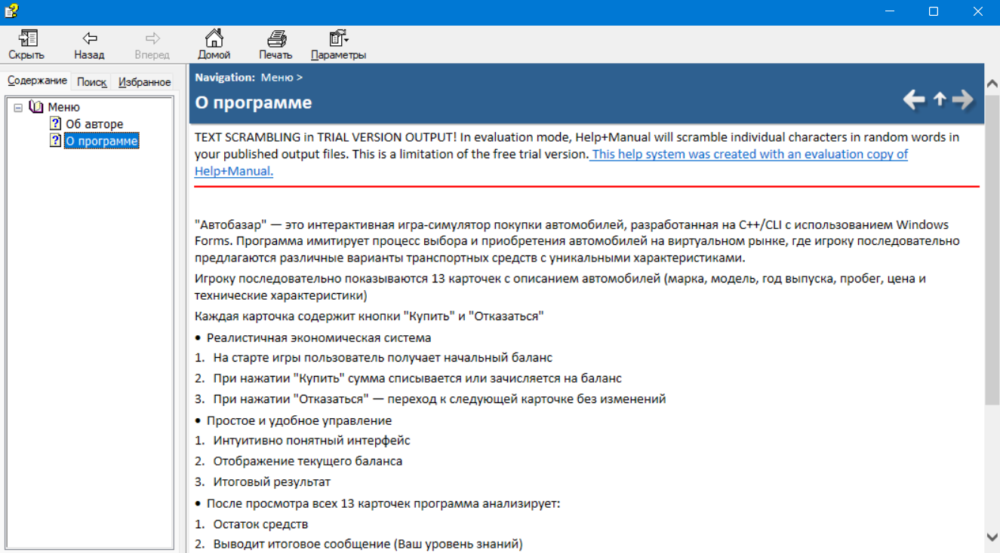 Скрыть Назад Вперед Домой Печать Параметры
Содержание Поиск Избранное
Меню
Об авторе
О программе
Navigation: Меню >
О программе
TEXT SCRAMBLING in TRIAL VERSION OUTPUT! In evaluation mode, Help+Manual will scramble individual characters in random words in
your published output files. This is a limitation of the free trial version. This help system was created with an evaluation copy of
Help+Manual.
"Автобазар" — это интерактивная игра-симулятор покупки автомобилей, разработанная на C++/CLI с использованием Windows
Forms. Программа имитирует процесс выбора и приобретения автомобилей на виртуальном рынке, где игроку последовательно
предлагаются различные варианты транспортных средств с уникальными характеристиками.
Игроку последовательно показываются 13 карточек с описанием автомобилей (марка, модель, год выпуска, пробег, цена и
технические характеристики)
Каждая карточка содержит кнопки "Купить" и "Отказаться"
• Реалистичная экономическая система
1. На старте игры пользователь получает начальный баланс
2. При нажатии "Купить" сумма списывается или зачисляется на баланс
3. При нажатии "Отказаться" — переход к следующей карточке без изменений
• Простое и удобное управление
1. Интуитивно понятный интерфейс
2. Отображение текущего баланса
3. Итоговый результат
• После просмотра всех 13 карточек программа анализирует:
1. Остаток средств
2. Выводит итоговое сообщение (Ваш уровень знаний)